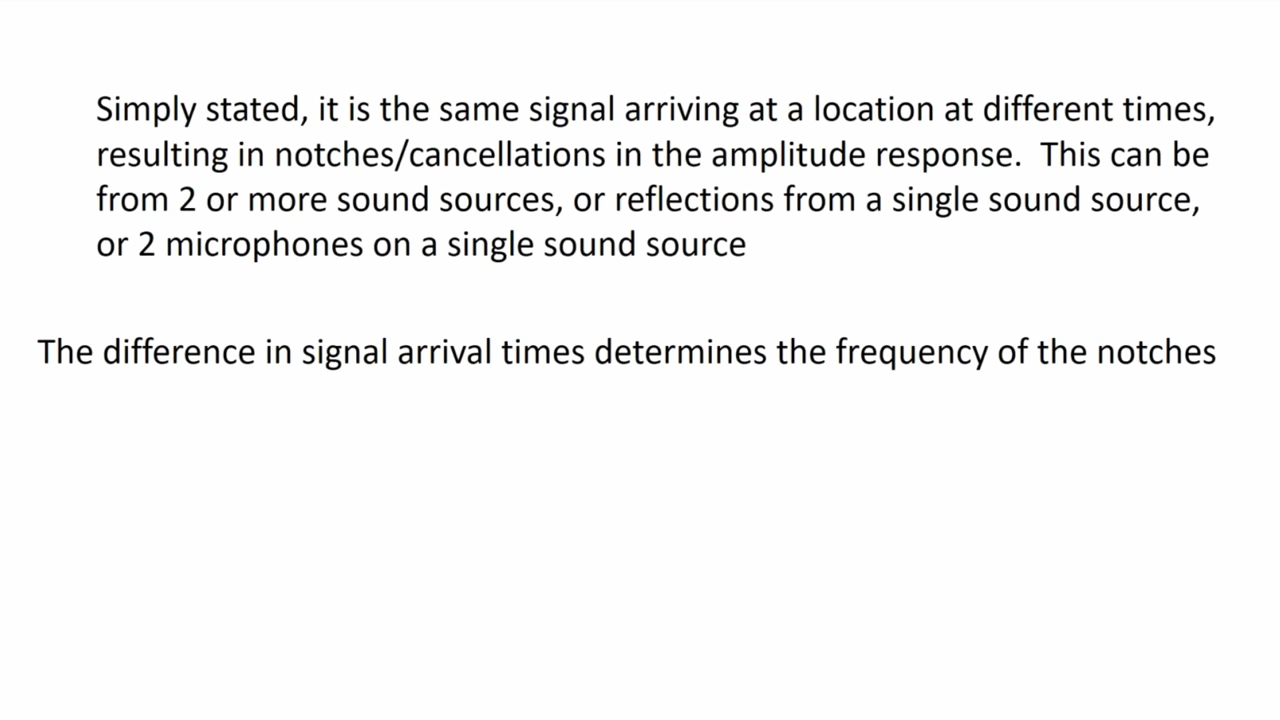 Simply stated, it is the same signal arriving at a location at different times,
resulting in notches/cancellations in the amplitude response.  This can be
from 2 or more sound sources, or reflections from a single sound source,
or 2 microphones on a single sound source
The difference in signal arrival times determines the frequency of the notches